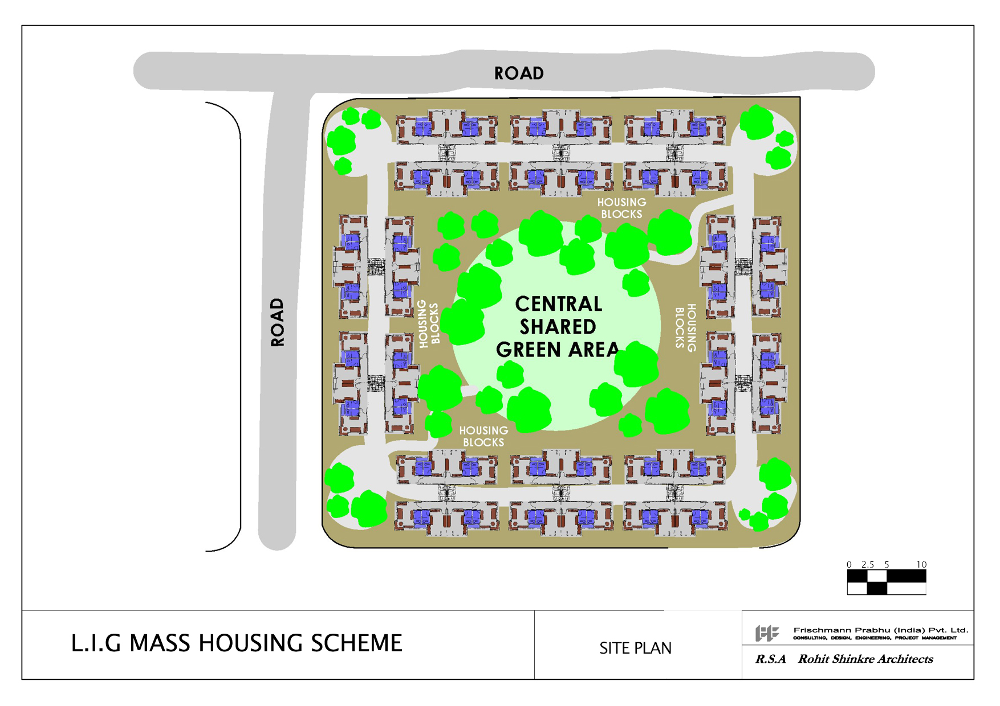 ROAD
HOUSING
BLOCKS
CENTRAL
SHARED
GREEN AREA
ROAD
HOUSING
BLOCKS
HOUSING
BLOCKS
HOUSING
BLOCKS
0 2.5 5 10
L.I.G MASS HOUSING SCHEME
SITE PLAN
Frischmann Prabhu (India) Pvt. Ltd.
CONSULTING, DESIGN, ENGINEERING, PROJECT MANAGEMENT
R.S.A Rohit Shinkre Architects